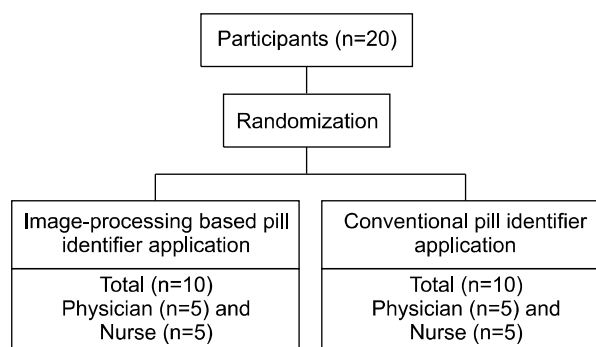 Participants (n=20)
Randomization
Image-processing based pill
identifier application
Total (n=10)
Physician (n=5) and
Nurse (n=5)
Conventional pill identifier
application
Total (n=10)
Physician (n=5) and
Nurse (n=5)